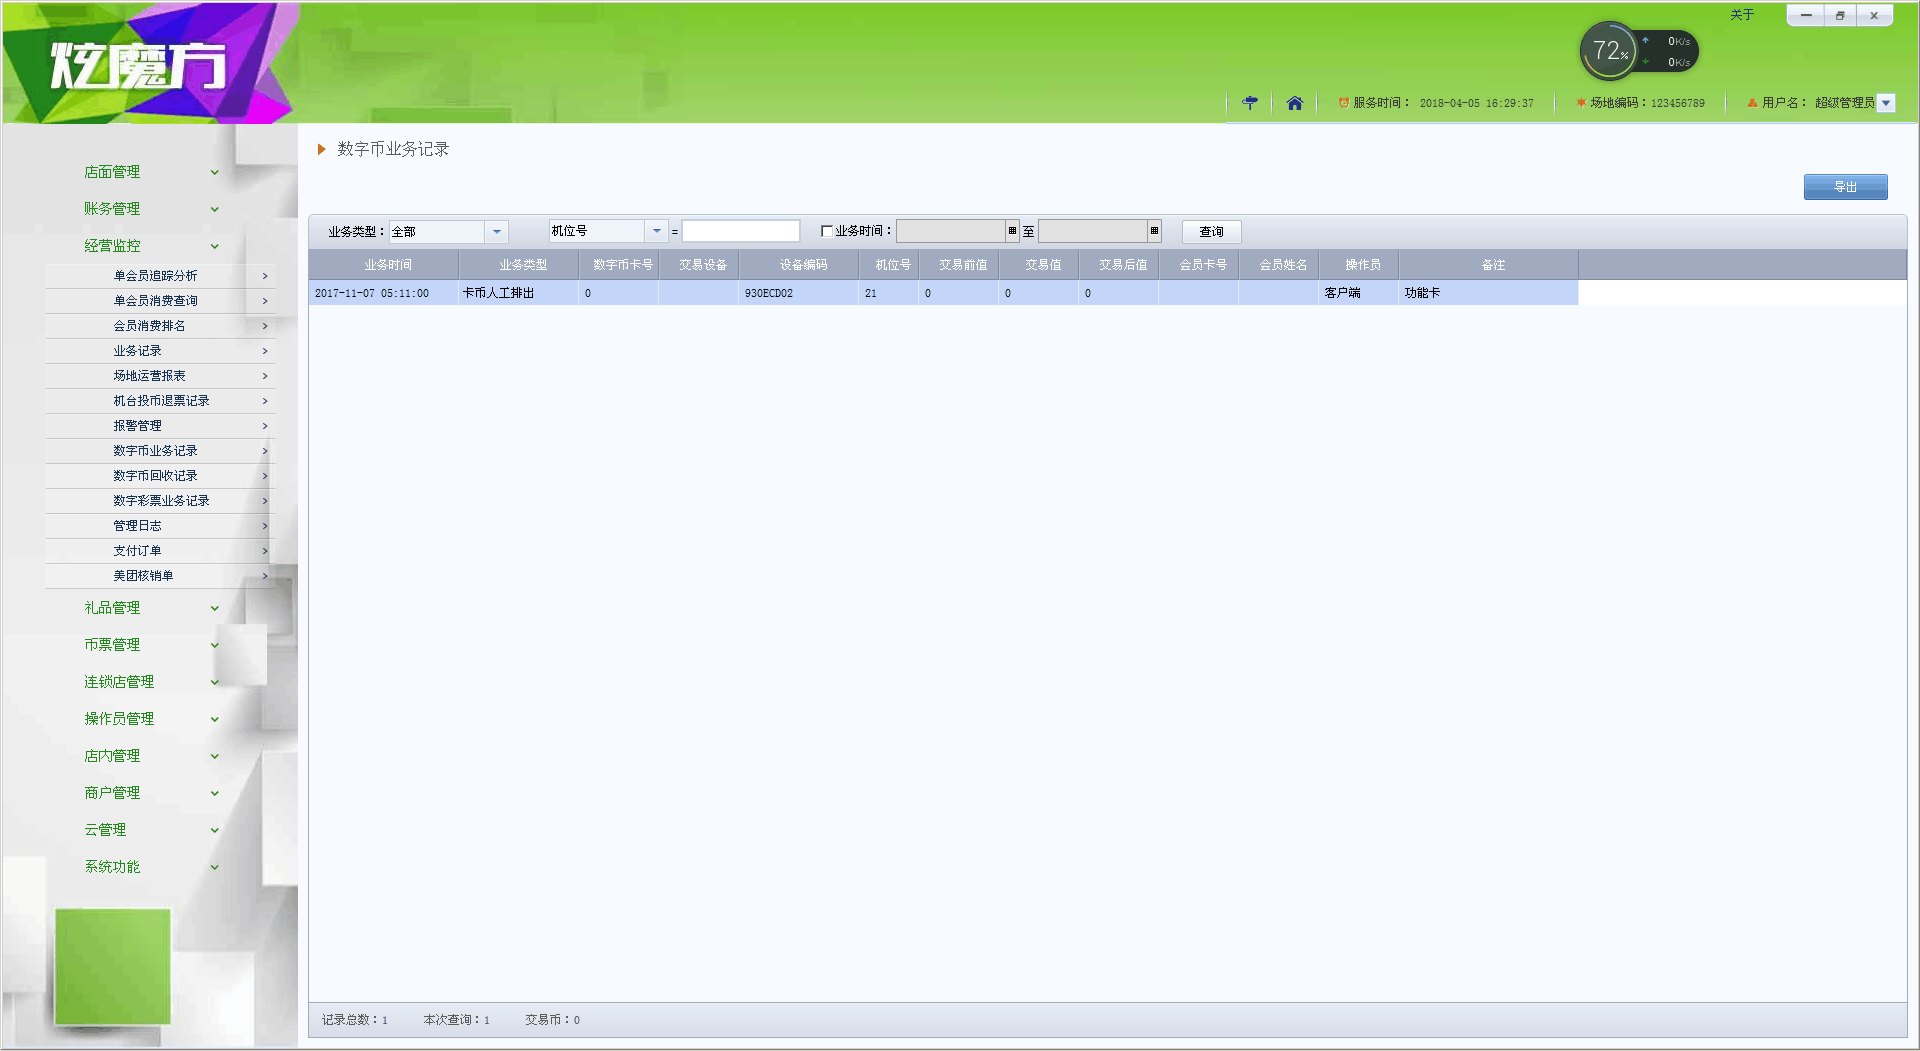 关于
炫魔方
72%
0K/s
0K/s
服务时间： 2018-04-05 16:29:37
场地编码：123456789
用户名： 超级管理员
店面管理
账务管理
经营监控
单会员追踪分析
单会员消费查询
会员消费排名
业务记录
场地运营报表
机台投币退票记录
报警管理
数字币业务记录
数字币回收记录
数字彩票业务记录
管理日志
支付订单
美团核销单
礼品管理
币票管理
连锁店管理
操作员管理
店内管理
商户管理
云管理
系统功能
数字币业务记录
导出
业务类型：全部 机位号 = 业务时间： 至 查询
业务时间 业务类型 数字币卡号 交易设备 设备编码 机位号 交易前值 交易值 交易后值 会员卡号 会员姓名 操作员 备注
2017-11-07 05:11:00 卡币人工排出 0 930ECD02 21 0 0 0 客户端 功能卡
记录总数：1 本次查询：1 交易币：0